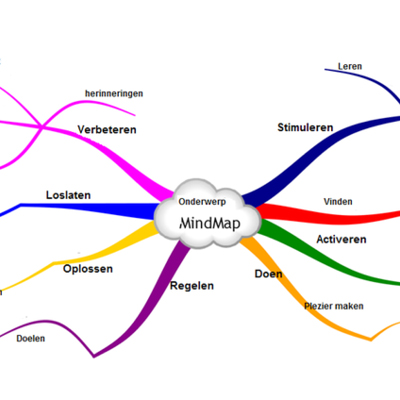 Leren
herinneringen
Verbeteren
Stimuleren
Loslaten
Onderwerp
MindMap
Vinden
Activeren
Oplossen
Doen
Regelen
Plezier maken
Doelen